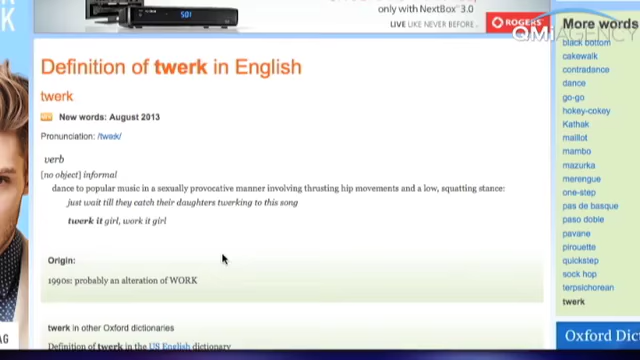 only with NextBox 3.0
LIVE LIKE NEVER BEFORE.
ROGERS
QMi AGENCY
501
More words
black bottom
cakewalk
contradance
dance
go-go
hokey-cokey
Kathak
maillot
mambo
mazurka
merengue
one-step
pas de basque
paso doble
pavane
pirouette
quickstep
sock hop
terpsichorean
twerk
Definition of twerk in English
twerk
New words: August 2013
Pronunciation: /twəːk/
verb
[no object] informal
dance to popular music in a sexually provocative manner involving thrusting hip movements and a low, squatting stance:
just wait till they catch their daughters twerking to this song
twerk it girl, work it girl
Origin:
1990s: probably an alteration of WORK
twerk in other Oxford dictionaries
Definition of twerk in the US English dictionary
Oxford Dic
AG
K